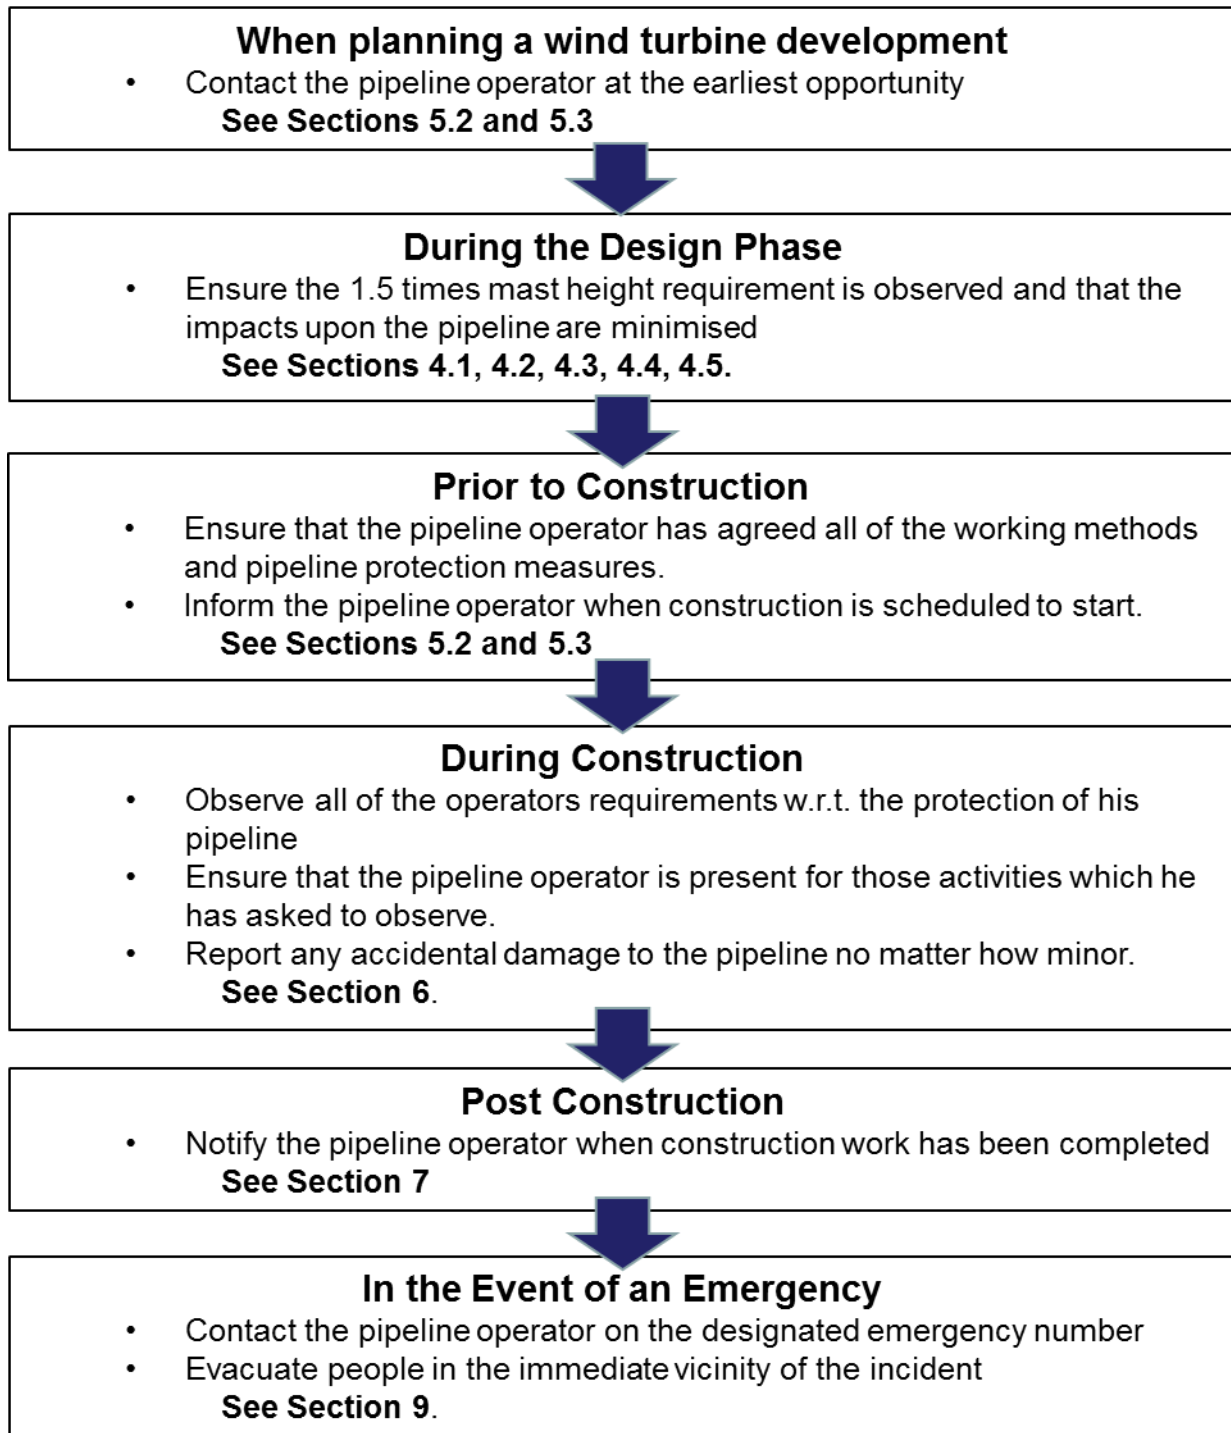 When planning a wind turbine development
• Contact the pipeline operator at the earliest opportunity
See Sections 5.2 and 5.3
During the Design Phase
• Ensure the 1.5 times mast height requirement is observed and that the
impacts upon the pipeline are minimised
See Sections 4.1, 4.2, 4.3, 4.4, 4.5.
Prior to Construction
• Ensure that the pipeline operator has agreed all of the working methods
and pipeline protection measures.
• Inform the pipeline operator when construction is scheduled to start.
See Sections 5.2 and 5.3
During Construction
• Observe all of the operators requirements w.r.t. the protection of his
pipeline
• Ensure that the pipeline operator is present for those activities which he
has asked to observe.
• Report any accidental damage to the pipeline no matter how minor.
See Section 6.
Post Construction
• Notify the pipeline operator when construction work has been completed
See Section 7
In the Event of an Emergency
• Contact the pipeline operator on the designated emergency number
• Evacuate people in the immediate vicinity of the incident
See Section 9.